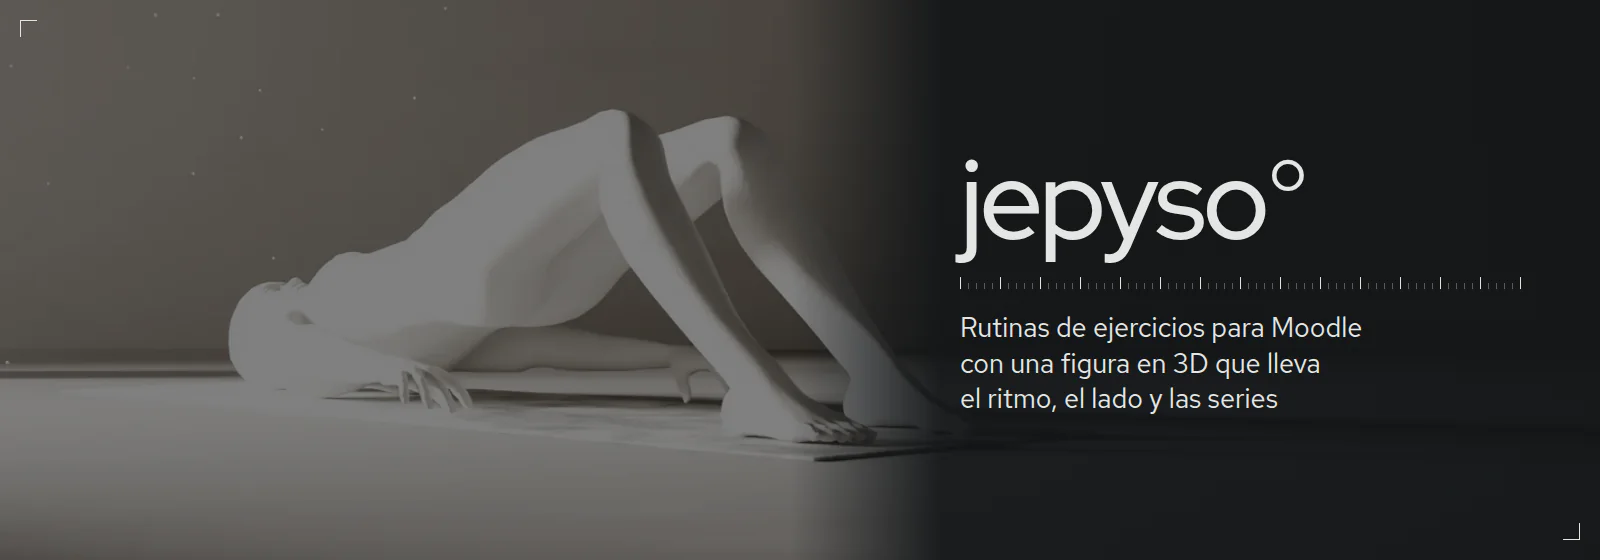 jepyso°
Rutinas de ejercicios para Moodle
con una figura en 3D que lleva
el ritmo, el lado y las series